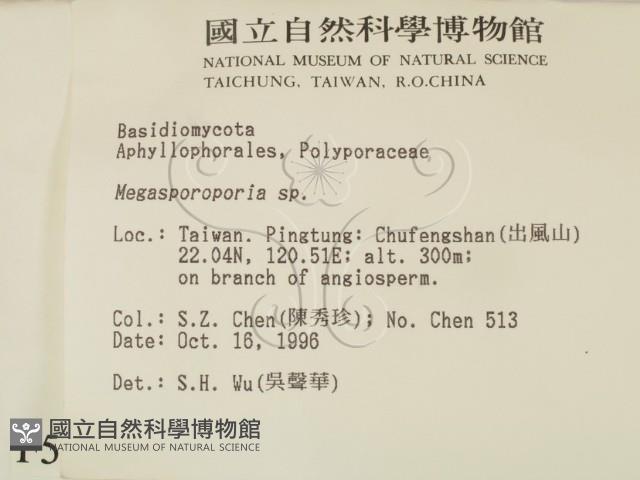 國立自然科學博物館
NATIONAL MUSEUM OF NATURAL SCIENCE
TAICHUNG, TAIWAN, R.O.CHINA
Basidiomycota
Aphyllophorales, Polyporaceae
Megasporoporia sp.
Loc.: Taiwan. Pingtung: Chufengshan(出風山)
22.04N, 120.51E; alt. 300m;
on branch of angiosperm.
Col.: S.Z. Chen(陳秀珍); No. Chen 513
Date: Oct. 16, 1996
Det.: S.H. Wu(吳聲華)
國立自然科學博物館
NATIONAL MUSEUM OF NATURAL SCIENCE